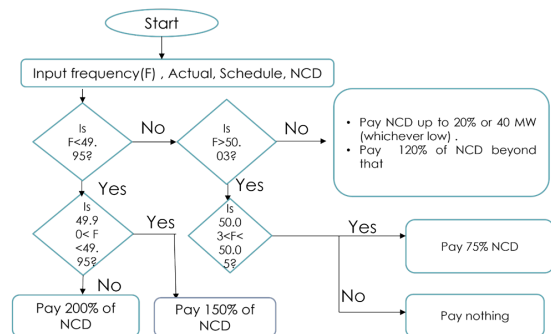 Start
Input frequency(F) , Actual, Schedule, NCD
Is
F<49.
95?
No
Is
F>50.
03?
No
• Pay NCD up to 20% or 40 MW
(whichever low) .
• Pay 120% of NCD beyond
that
Yes
Yes
Is
49.9
0< F
<49.
95?
Yes
Is
50.0
3<F<
50.0
5?
Yes
Pay 75% NCD
No
No
Pay 200% of
NCD
Pay 150% of
NCD
Pay nothing